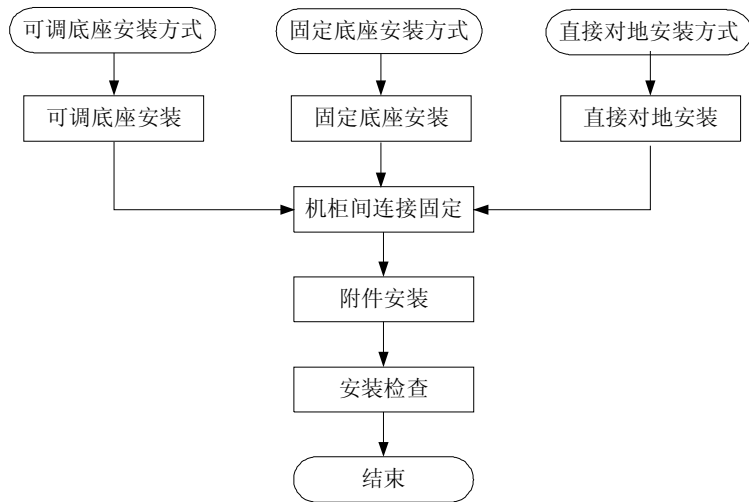 可调底座安装方式
固定底座安装方式
直接对地安装方式
可调底座安装
固定底座安装
直接对地安装
机柜间连接固定
附件安装
安装检查
结束